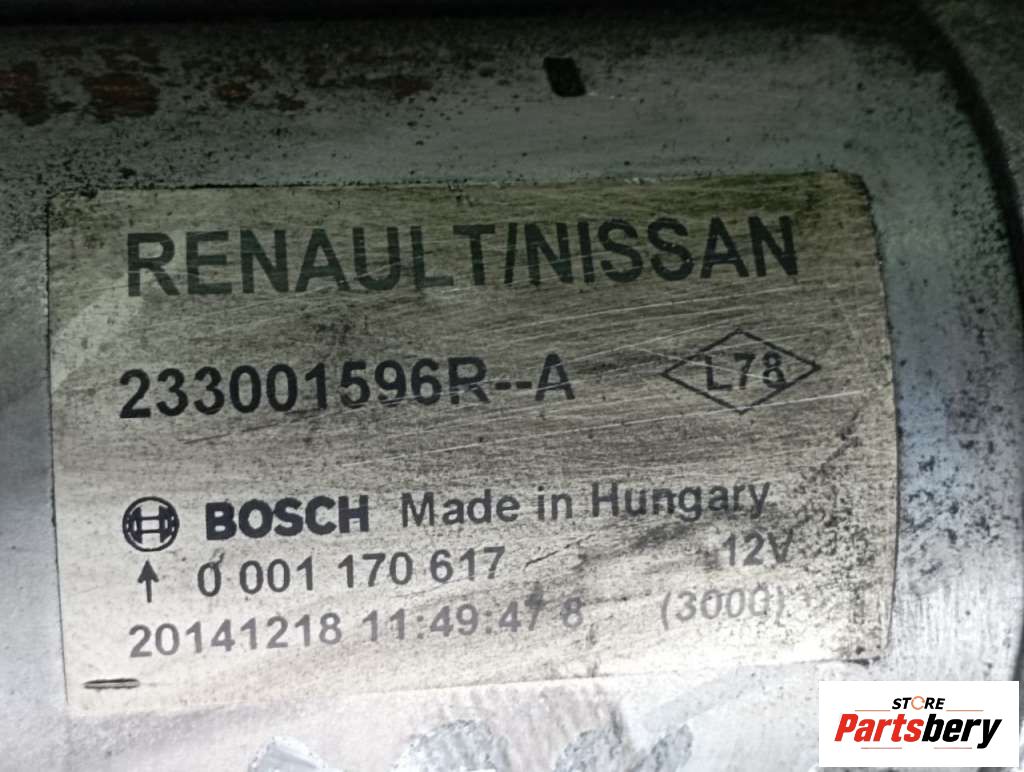 RENAULT/NISSAN
233001596R--A
L78
BOSCH Made in Hungary
0 001 170 617 12V
20141218 11:49:47 8 (3000)
STORE
Partsbery